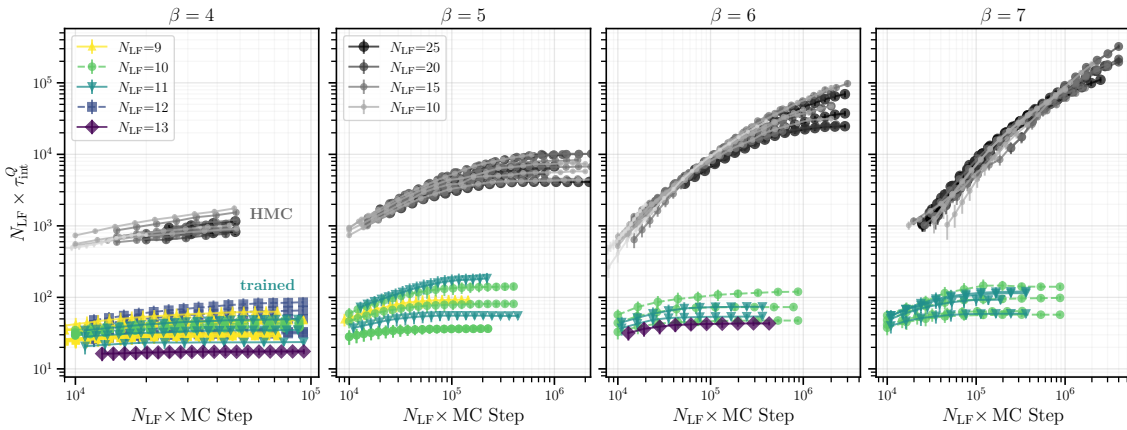 β = 4
β = 5
β = 6
β = 7
N_LF × τ^Q_int
10^5
10^4
10^3
10^2
10^1
N_LF=9
N_LF=10
N_LF=11
N_LF=12
N_LF=13
HMC
trained
N_LF=25
N_LF=20
N_LF=15
N_LF=10
10^4
10^5
10^4
10^5
10^6
10^4
10^5
10^6
10^4
10^5
10^6
N_LF× MC Step
N_LF× MC Step
N_LF× MC Step
N_LF× MC Step